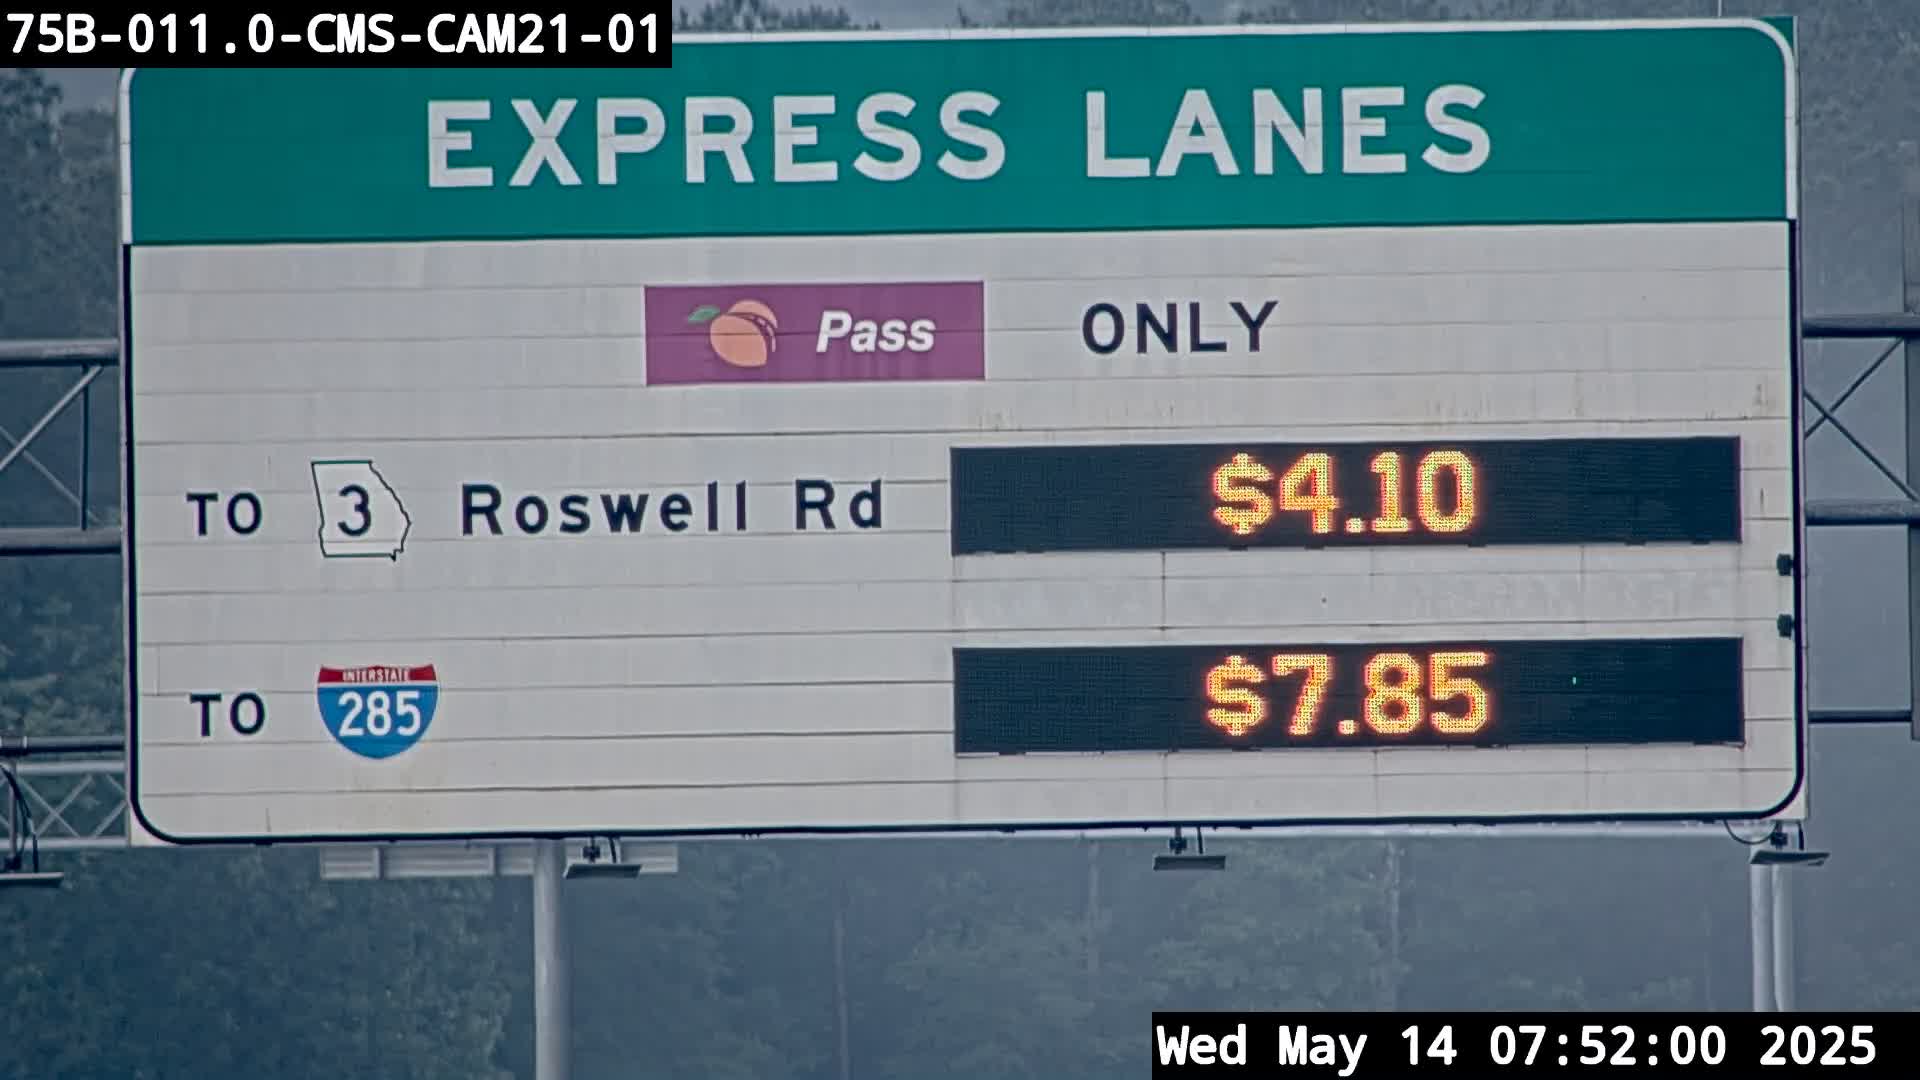 75B-011.0-CMS-CAM21-01
EXPRESS LANES
Pass ONLY
TO 3 Roswell Rd $4.10
TO INTERSTATE 285 $7.85
Wed May 14 07:52:00 2025